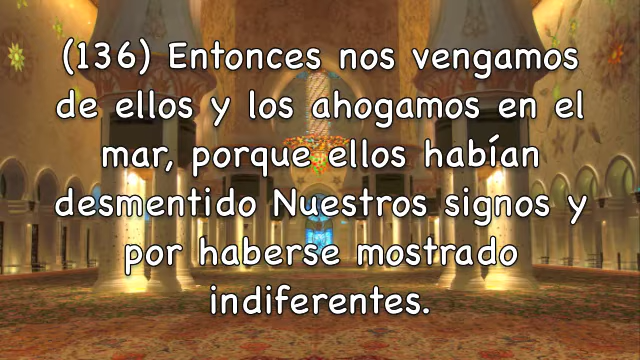 (136) Entonces nos vengamos
de ellos y los ahogamos en el
mar, porque ellos habían
desmentido Nuestros signos y
por haberse mostrado
indiferentes.